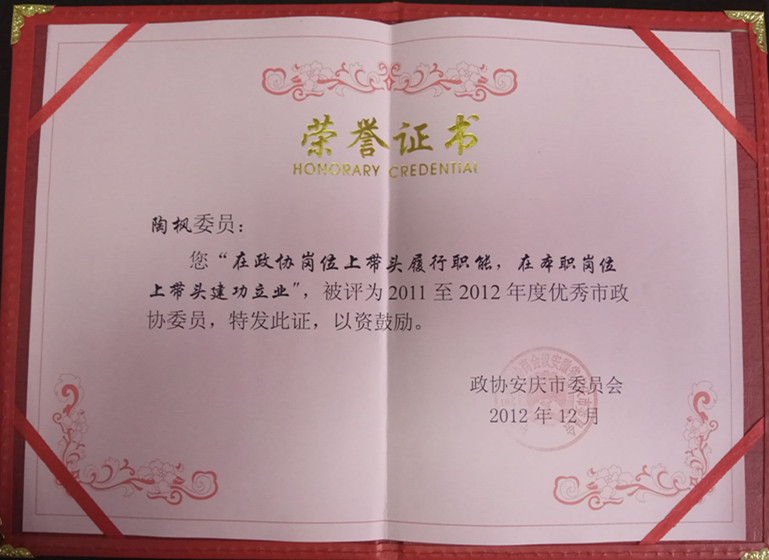 荣誉证书
HONORARY CREDENTIAL
陶枫委员：
您“在政协岗位上带头履行职能，在本职岗位
上带头建功立业”，被评为2011至2012年度优秀市政
协委员，特发此证，以资鼓励。
政协安庆市委员会
2012年12月